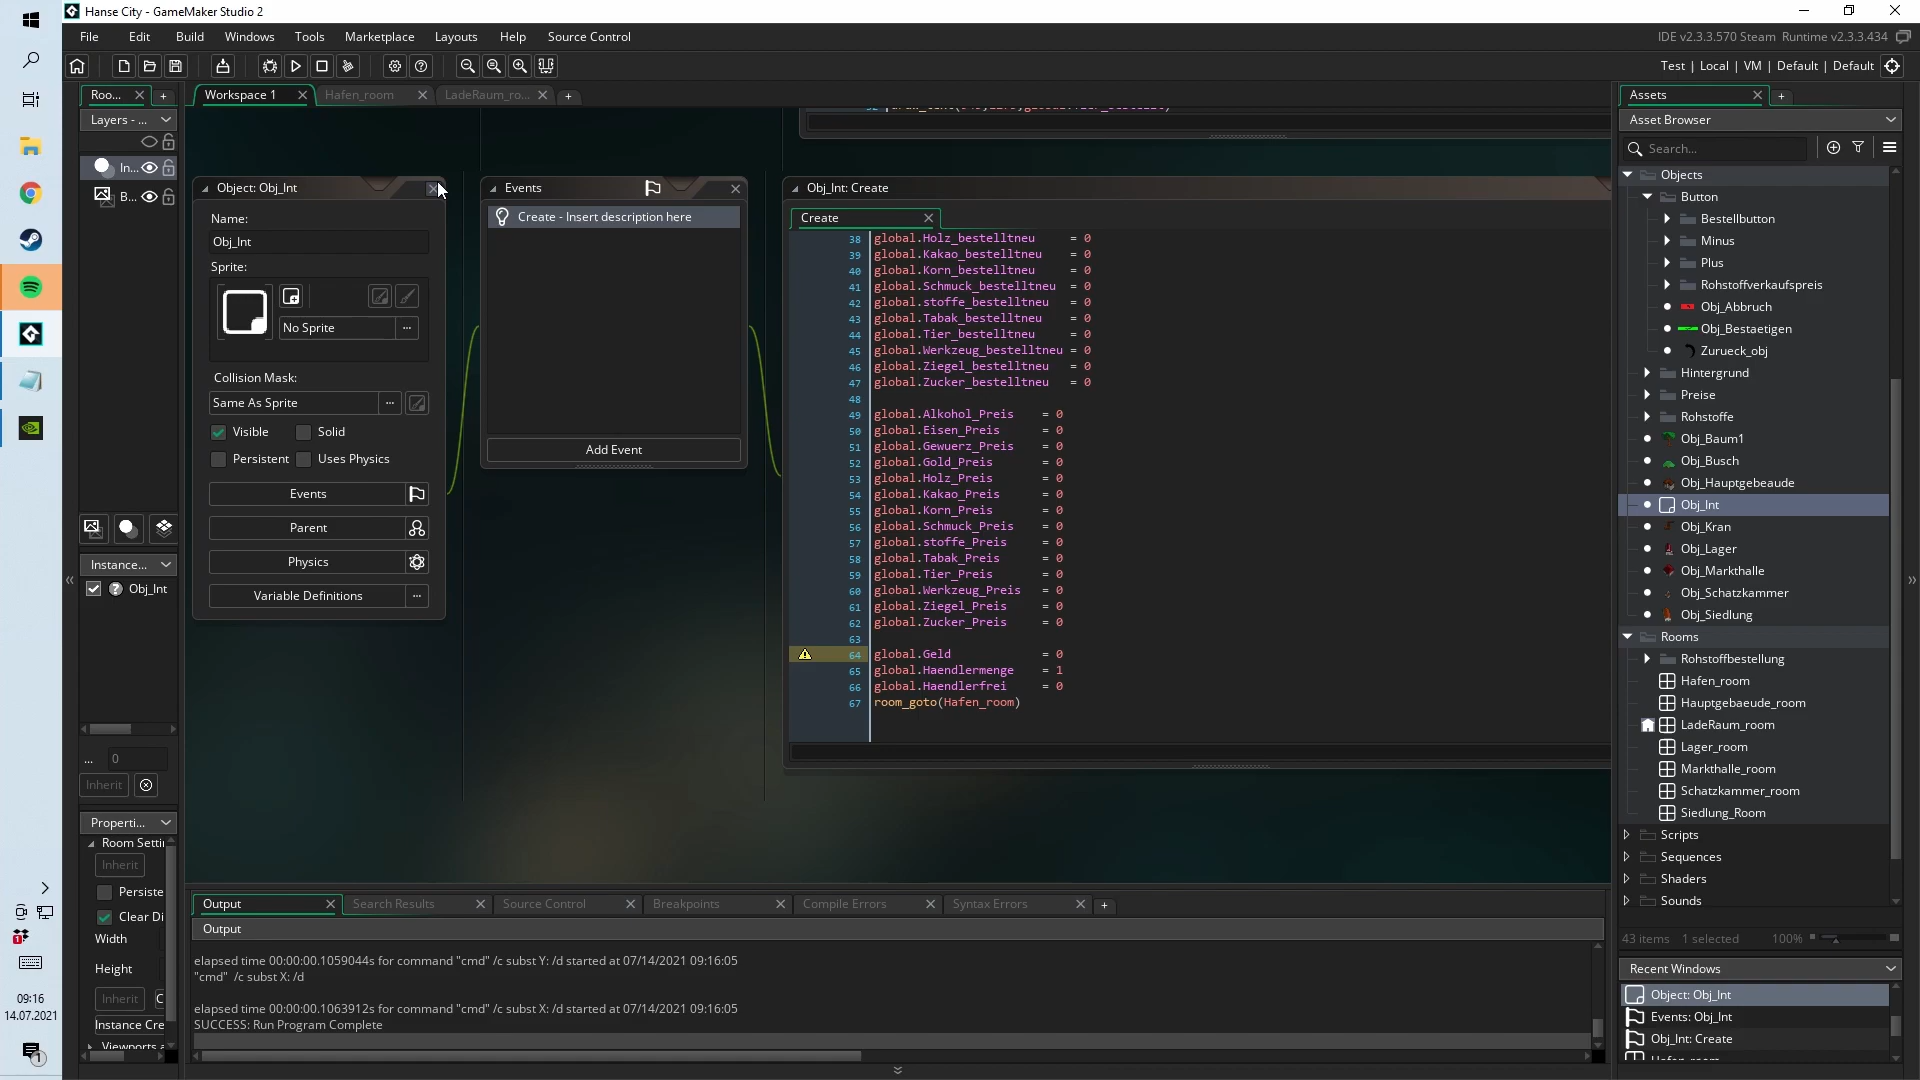 Hanse City - GameMaker Studio 2
File Edit Build Windows Tools Marketplace Layouts Help Source Control
IDE v2.3.3.570 Steam Runtime v2.3.3.434
Test | Local | VM | Default | Default
Roo...
Workspace 1
Hafen_room
LadeRaum_ro...
Assets
Layers - ...
Asset Browser
Search...
In...
B...
Object: Obj_Int
Name:
Obj_Int
Sprite:
No Sprite
Collision Mask:
Same As Sprite
Visible
Solid
Persistent
Uses Physics
Events
Parent
Physics
Variable Definitions
Events
Create - Insert description here
Add Event
Obj_Int: Create
Create
38 global.Holz_bestelltneu = 0
39 global.Kakao_bestelltneu = 0
40 global.Korn_bestelltneu = 0
41 global.Schmuck_bestelltneu = 0
42 global.stoffe_bestelltneu = 0
43 global.Tabak_bestelltneu = 0
44 global.Tier_bestelltneu = 0
45 global.Werkzeug_bestelltneu = 0
46 global.Ziegel_bestelltneu = 0
47 global.Zucker_bestelltneu = 0
48
49 global.Alkohol_Preis = 0
50 global.Eisen_Preis = 0
51 global.Gewuerz_Preis = 0
52 global.Gold_Preis = 0
53 global.Holz_Preis = 0
54 global.Kakao_Preis = 0
55 global.Korn_Preis = 0
56 global.Schmuck_Preis = 0
57 global.stoffe_Preis = 0
58 global.Tabak_Preis = 0
59 global.Tier_Preis = 0
60 global.Werkzeug_Preis = 0
61 global.Ziegel_Preis = 0
62 global.Zucker_Preis = 0
63
64 global.Geld = 0
65 global.Haendlermenge = 1
66 global.Haendlerfrei = 0
67 room_goto(Hafen_room)
Objects
Button
Bestellbutton
Minus
Plus
Rohstoffverkaufspreis
Obj_Abbruch
Obj_Bestaetigen
Zurueck_obj
Hintergrund
Preise
Rohstoffe
Obj_Baum1
Obj_Busch
Obj_Hauptgebeaude
Obj_Int
Obj_Kran
Obj_Lager
Obj_Markthalle
Obj_Schatzkammer
Obj_Siedlung
Rooms
Rohstoffbestellung
Hafen_room
Hauptgebaeude_room
LadeRaum_room
Lager_room
Markthalle_room
Schatzkammer_room
Siedlung_Room
Scripts
Sequences
Shaders
Sounds
43 items 1 selected 100%
Recent Windows
Object: Obj_Int
Events: Obj_Int
Obj_Int: Create
Instance...
Obj_Int
... 0
Inherit
Properti...
Room Setti
Inherit
Persiste
Clear Di
Width
Height
Inherit
C
Instance Cre
Viewports a
Output
Search Results
Source Control
Breakpoints
Compile Errors
Syntax Errors
Output
elapsed time 00:00:00.1059044s for command "cmd" /c subst Y: /d started at 07/14/2021 09:16:05
"cmd" /c subst X: /d
elapsed time 00:00:00.1063912s for command "cmd" /c subst X: /d started at 07/14/2021 09:16:05
SUCCESS: Run Program Complete
1
09:16
14.07.2021
1